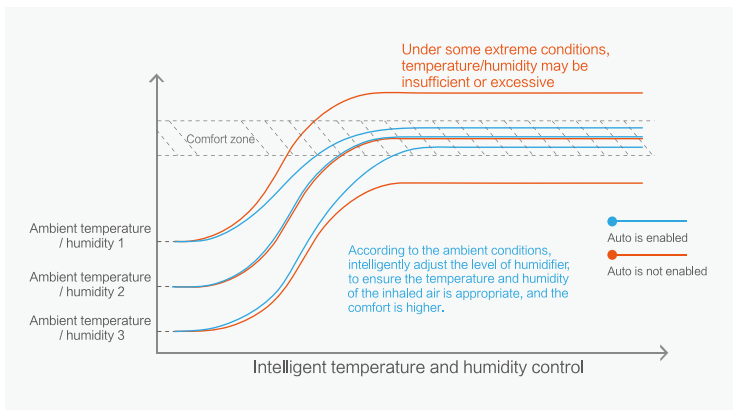 Under some extreme conditions,
temperature/humidity may be
insufficient or excessive
Comfort zone
Ambient temperature
/ humidity 1
Ambient temperature
/ humidity 2
Ambient temperature
/ humidity 3
According to the ambient conditions,
intelligently adjust the level of humidifier,
to ensure the temperature and humidity
of the inhaled air is appropriate, and the
comfort is higher.
Auto is enabled
Auto is not enabled
Intelligent temperature and humidity control